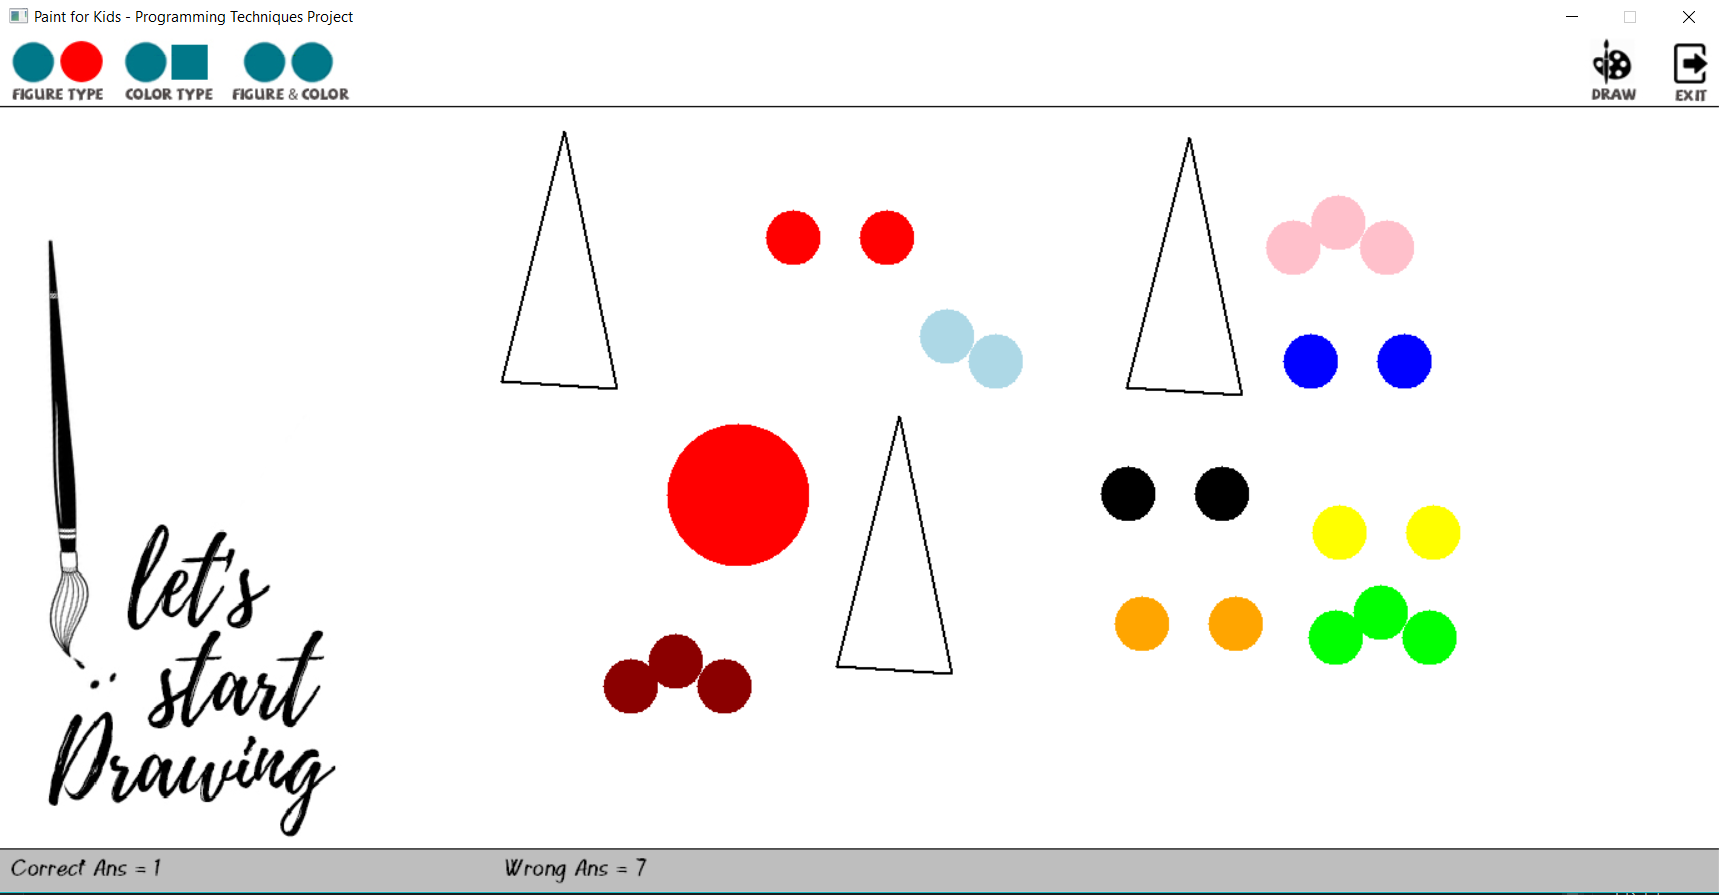 Paint for Kids - Programming Techniques Project
FIGURE TYPE
COLOR TYPE
FIGURE & COLOR
DRAW
EXIT
let's
start
Drawing
Correct Ans = 1
Wrong Ans = 7